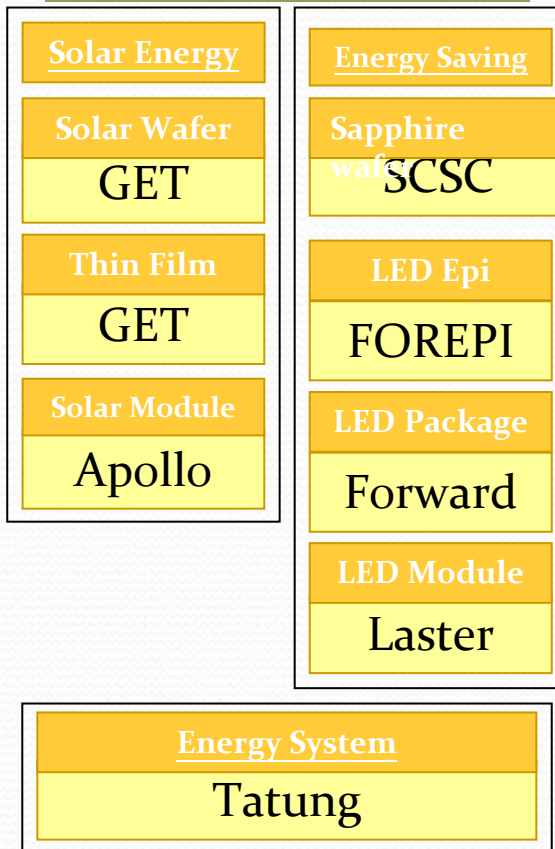 Solar Energy
Solar Wafer
GET
Thin Film
GET
Solar Module
Apollo
Energy Saving
Sapphire
wafer
SCSC
LED Epi
FOREPI
LED Package
Forward
LED Module
Laster
Energy System
Tatung